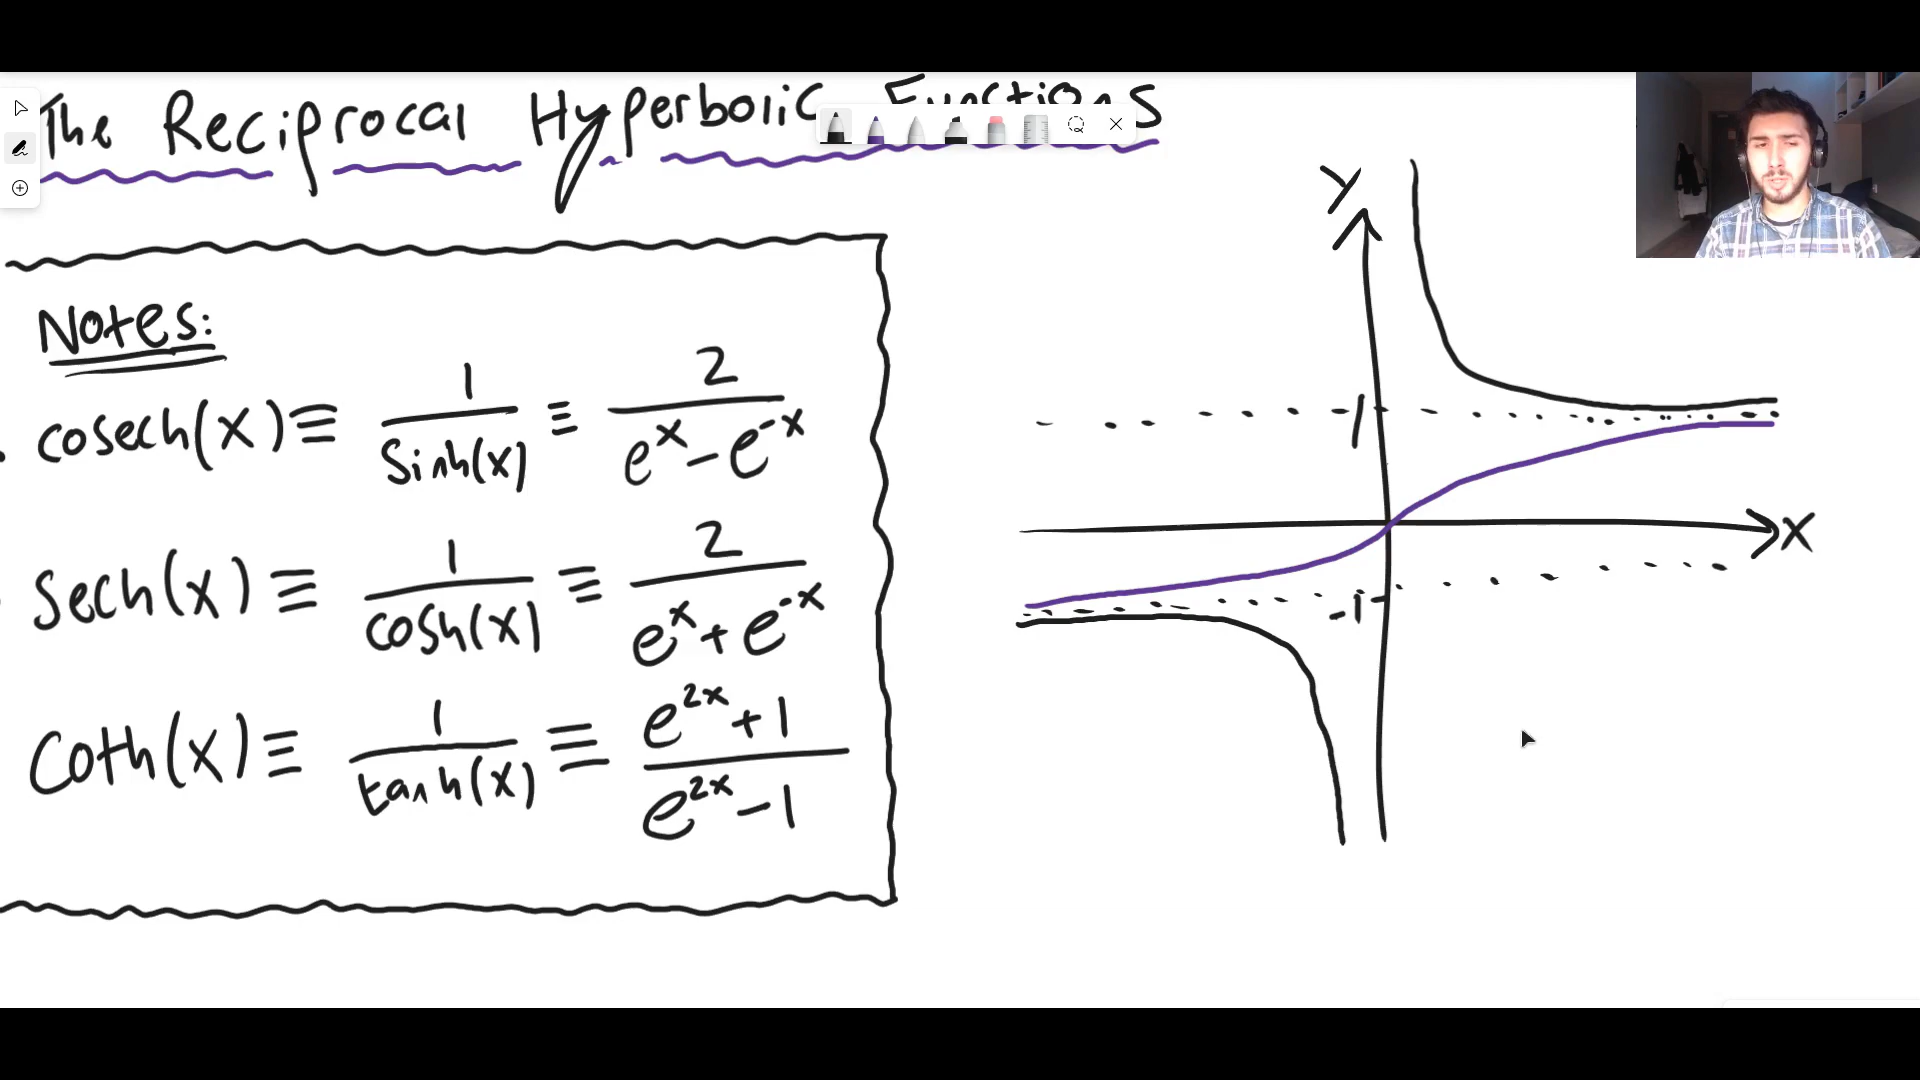 The Reciprocal Hyperbolic Functions
Notes:
cosech(x) ≡ 1/sinh(x) ≡ 2/(e^x - e^-x)
Sech(x) ≡ 1/cosh(x) ≡ 2/(e^x + e^-x)
Coth(x) ≡ 1/tanh(x) ≡ (e^2x + 1)/(e^2x - 1)
y
1
x
-1